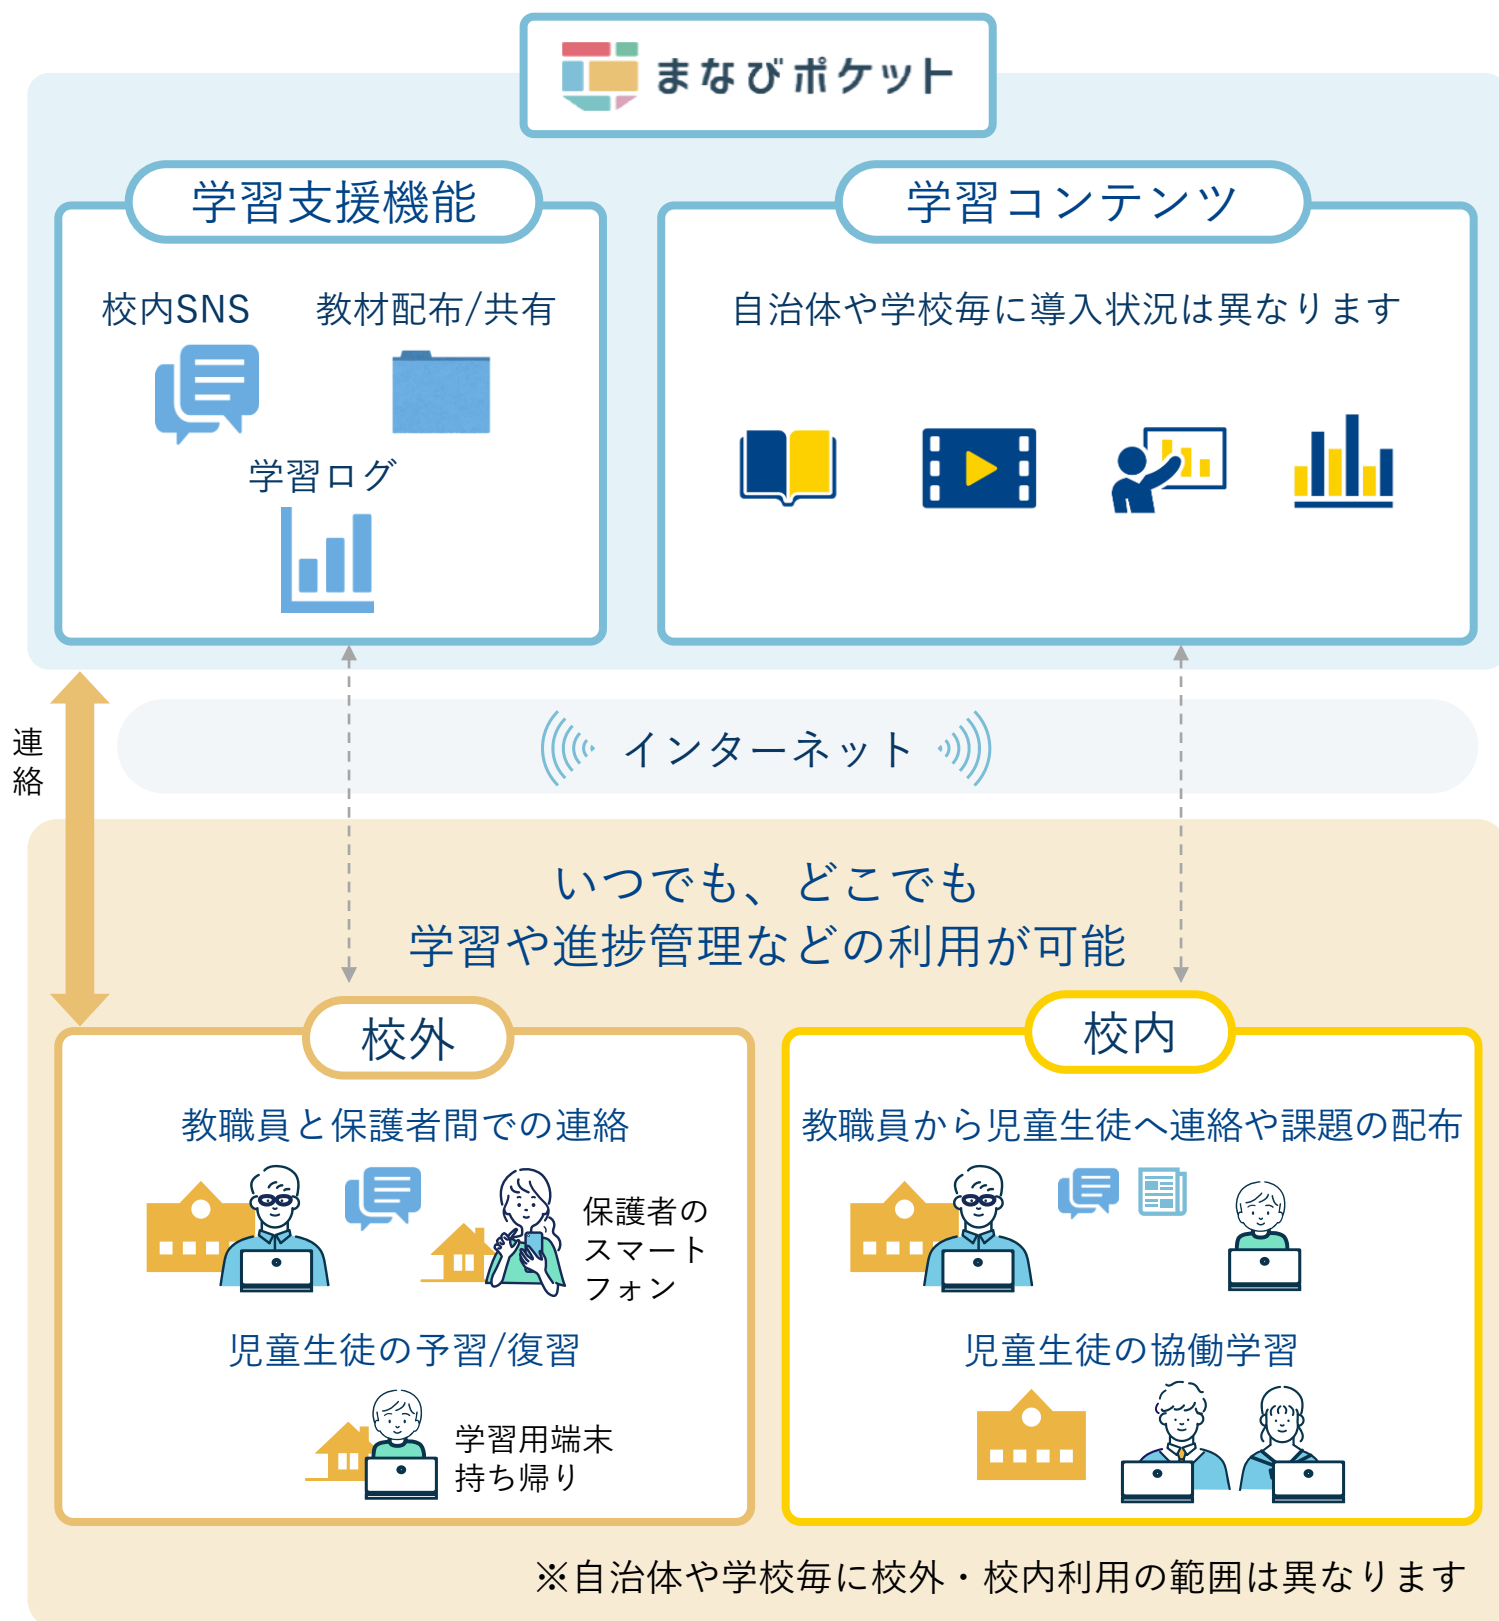 まなびポケット
学習支援機能
校内SNS
教材配布/共有
学習ログ
学習コンテンツ
自治体や学校毎に導入状況は異なります
連
絡
インターネット
いつでも、どこでも
学習や進捗管理などの利用が可能
校外
教職員と保護者間での連絡
保護者の
スマート
フォン
児童生徒の予習/復習
学習用端末
持ち帰り
校内
教職員から児童生徒へ連絡や課題の配布
児童生徒の協働学習
※自治体や学校毎に校外・校内利用の範囲は異なります